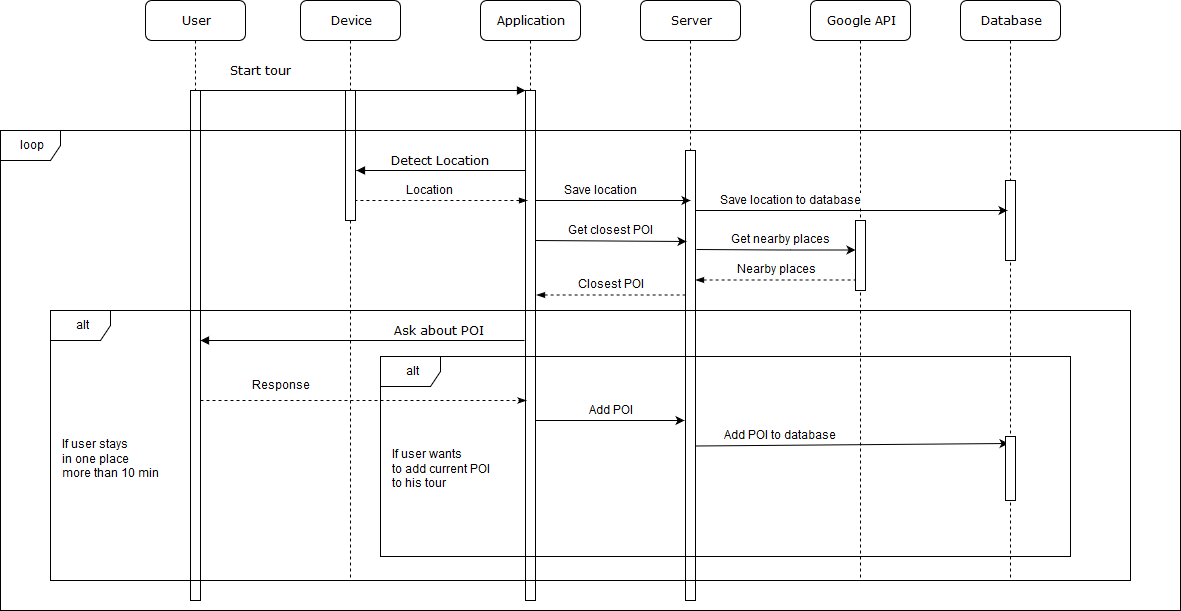 User
Device
Application
Server
Google API
Database
Start tour
loop
Detect Location
Location
Save location
Save location to database
Get closest POI
Get nearby places
Nearby places
Closest POI
alt
Ask about POI
alt
Response
Add POI
Add POI to database
If user stays
in one place
more than 10 min
If user wants
to add current POI
to his tour